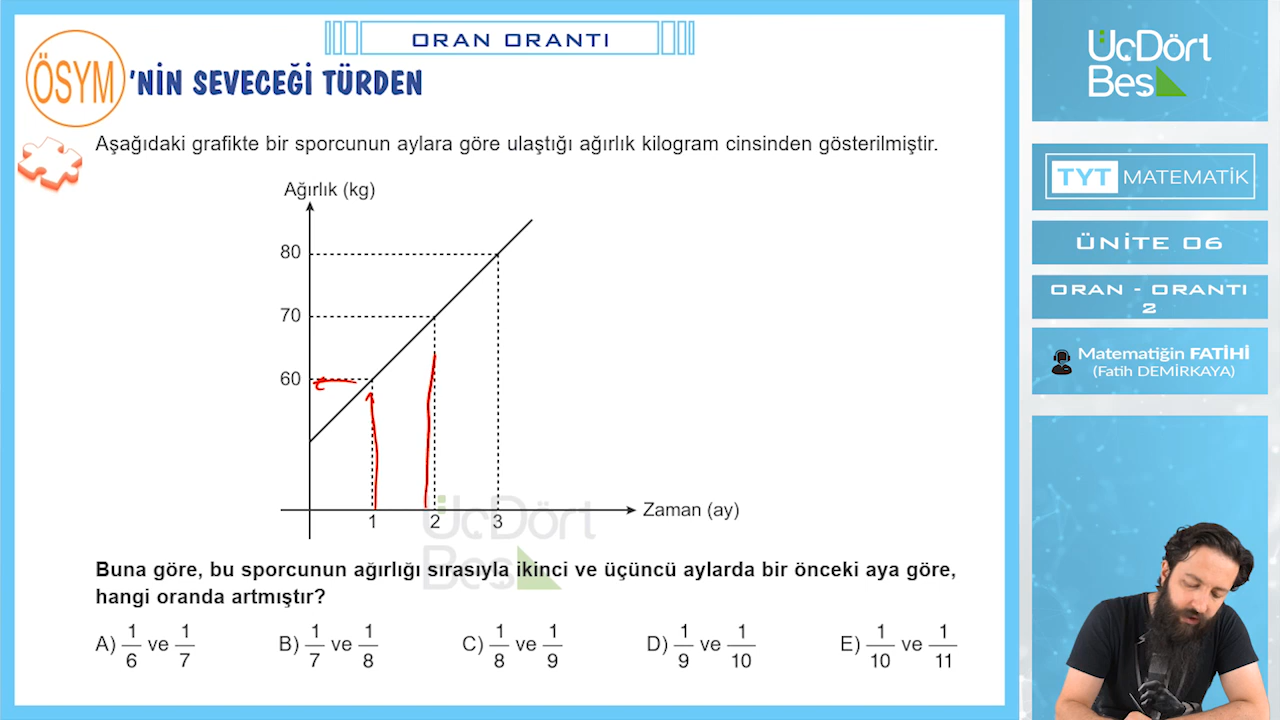 ORAN ORANTI
ÖSYM'NİN SEVECEĞİ TÜRDEN
Aşağıdaki grafikte bir sporcunun aylara göre ulaştığı ağırlık kilogram cinsinden gösterilmiştir.
Ağırlık (kg)
80
70
60
1 2 3
Zaman (ay)
ÜçDört
Beş
Buna göre, bu sporcunun ağırlığı sırasıyla ikinci ve üçüncü aylarda bir önceki aya göre,
hangi oranda artmıştır?
A) 1/6 ve 1/7 B) 1/7 ve 1/8 C) 1/8 ve 1/9 D) 1/9 ve 1/10 E) 1/10 ve 1/11
ÜçDört
Beş
TYT MATEMATİK
ÜNİTE 06
ORAN - ORANTI
2
Matematiğin FATİHİ
(Fatih DEMİRKAYA)